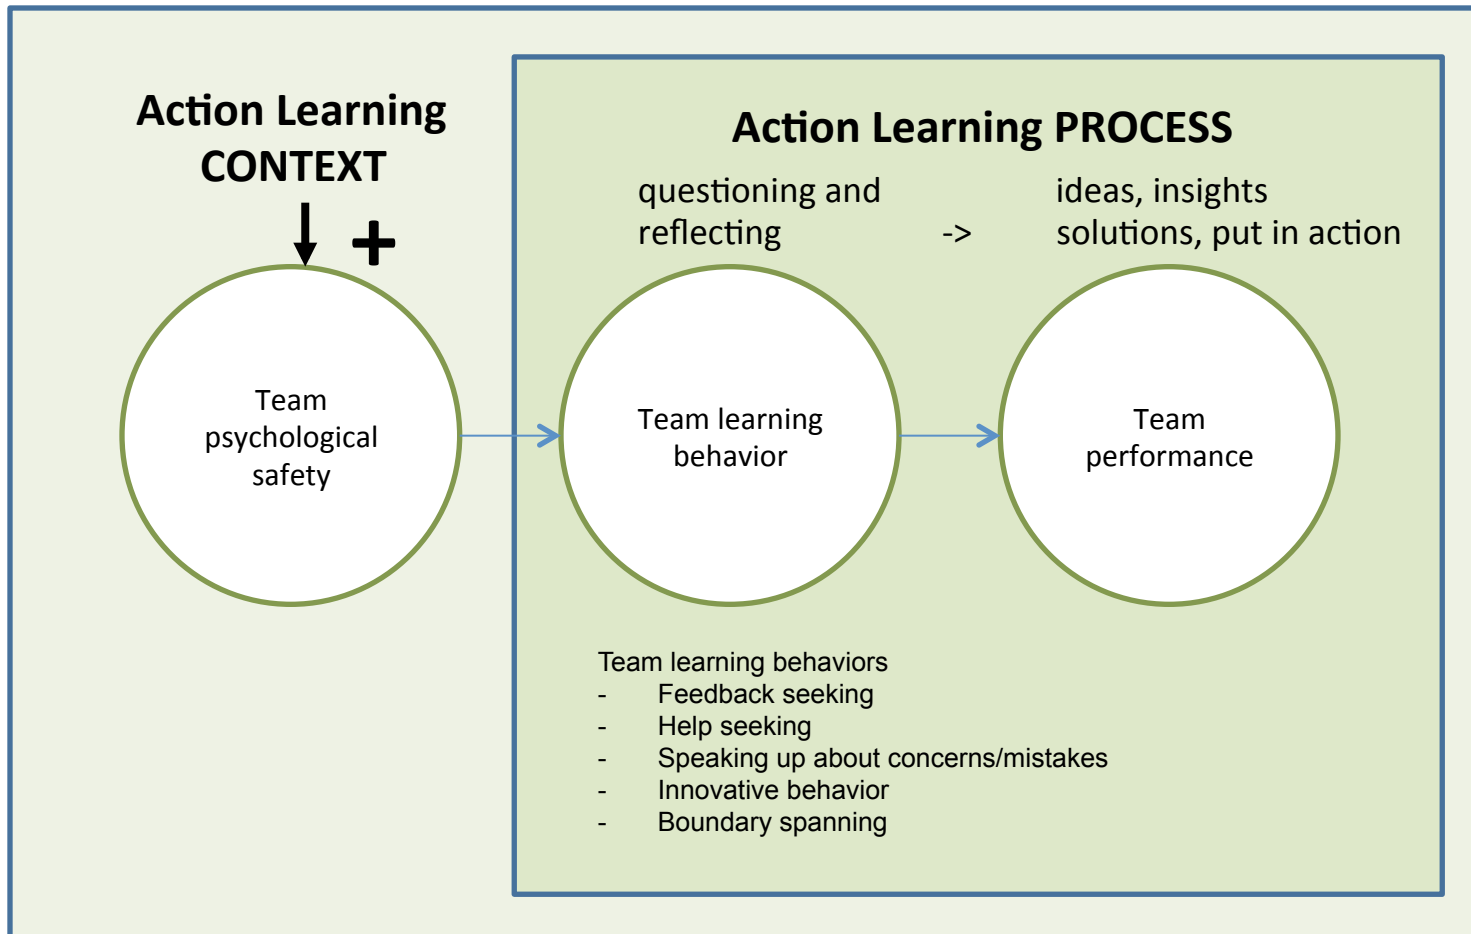 Action Learning
CONTEXT
+
Action Learning PROCESS
questioning and
reflecting
->
ideas, insights
solutions, put in action
Team
psychological
safety
Team learning
behavior
Team
performance
Team learning behaviors
- Feedback seeking
- Help seeking
- Speaking up about concerns/mistakes
- Innovative behavior
- Boundary spanning